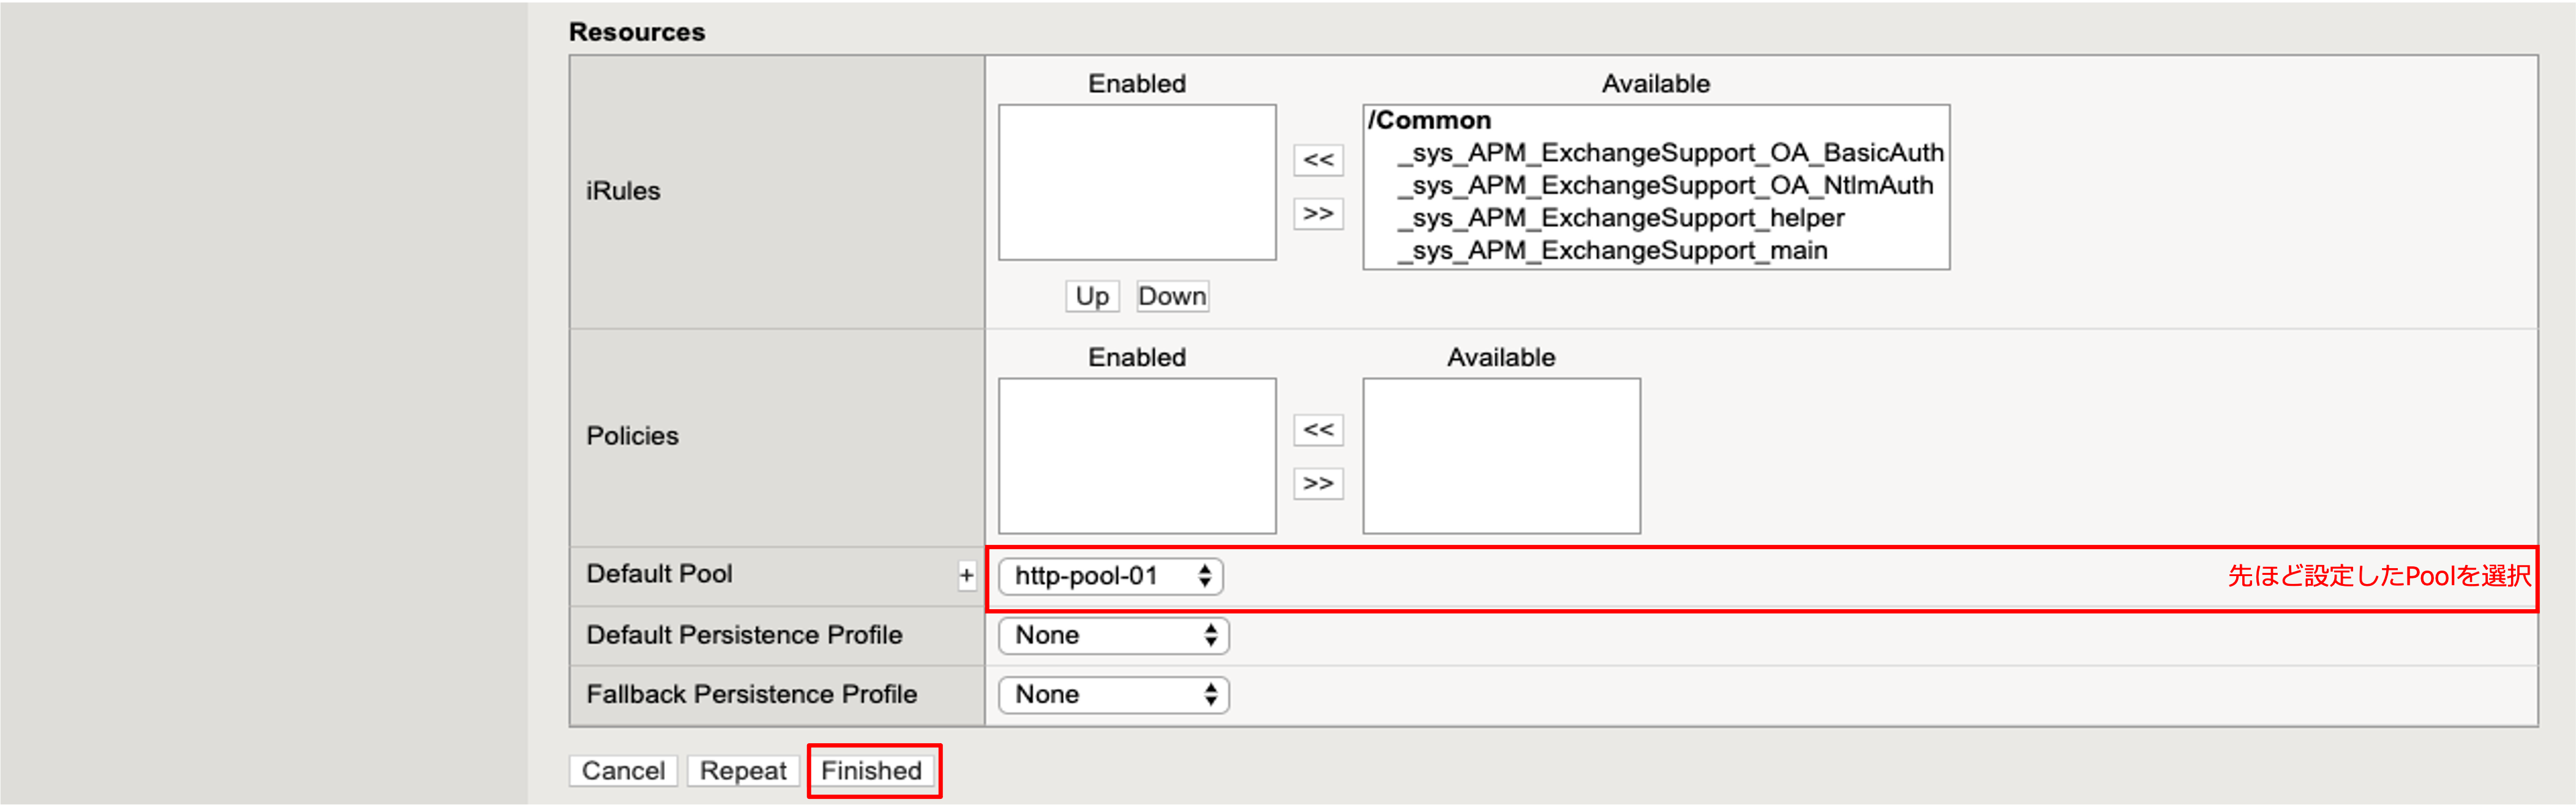 Resources
iRules
Enabled
Available
/Common
_sys_APM_ExchangeSupport_OA_BasicAuth
_sys_APM_ExchangeSupport_OA_NtlmAuth
_sys_APM_ExchangeSupport_helper
_sys_APM_ExchangeSupport_main
<<
>>
Up Down
Policies
Enabled
Available
<<
>>
Default Pool + http-pool-01 先ほど設定したPoolを選択
Default Persistence Profile None
Fallback Persistence Profile None
Cancel Repeat Finished